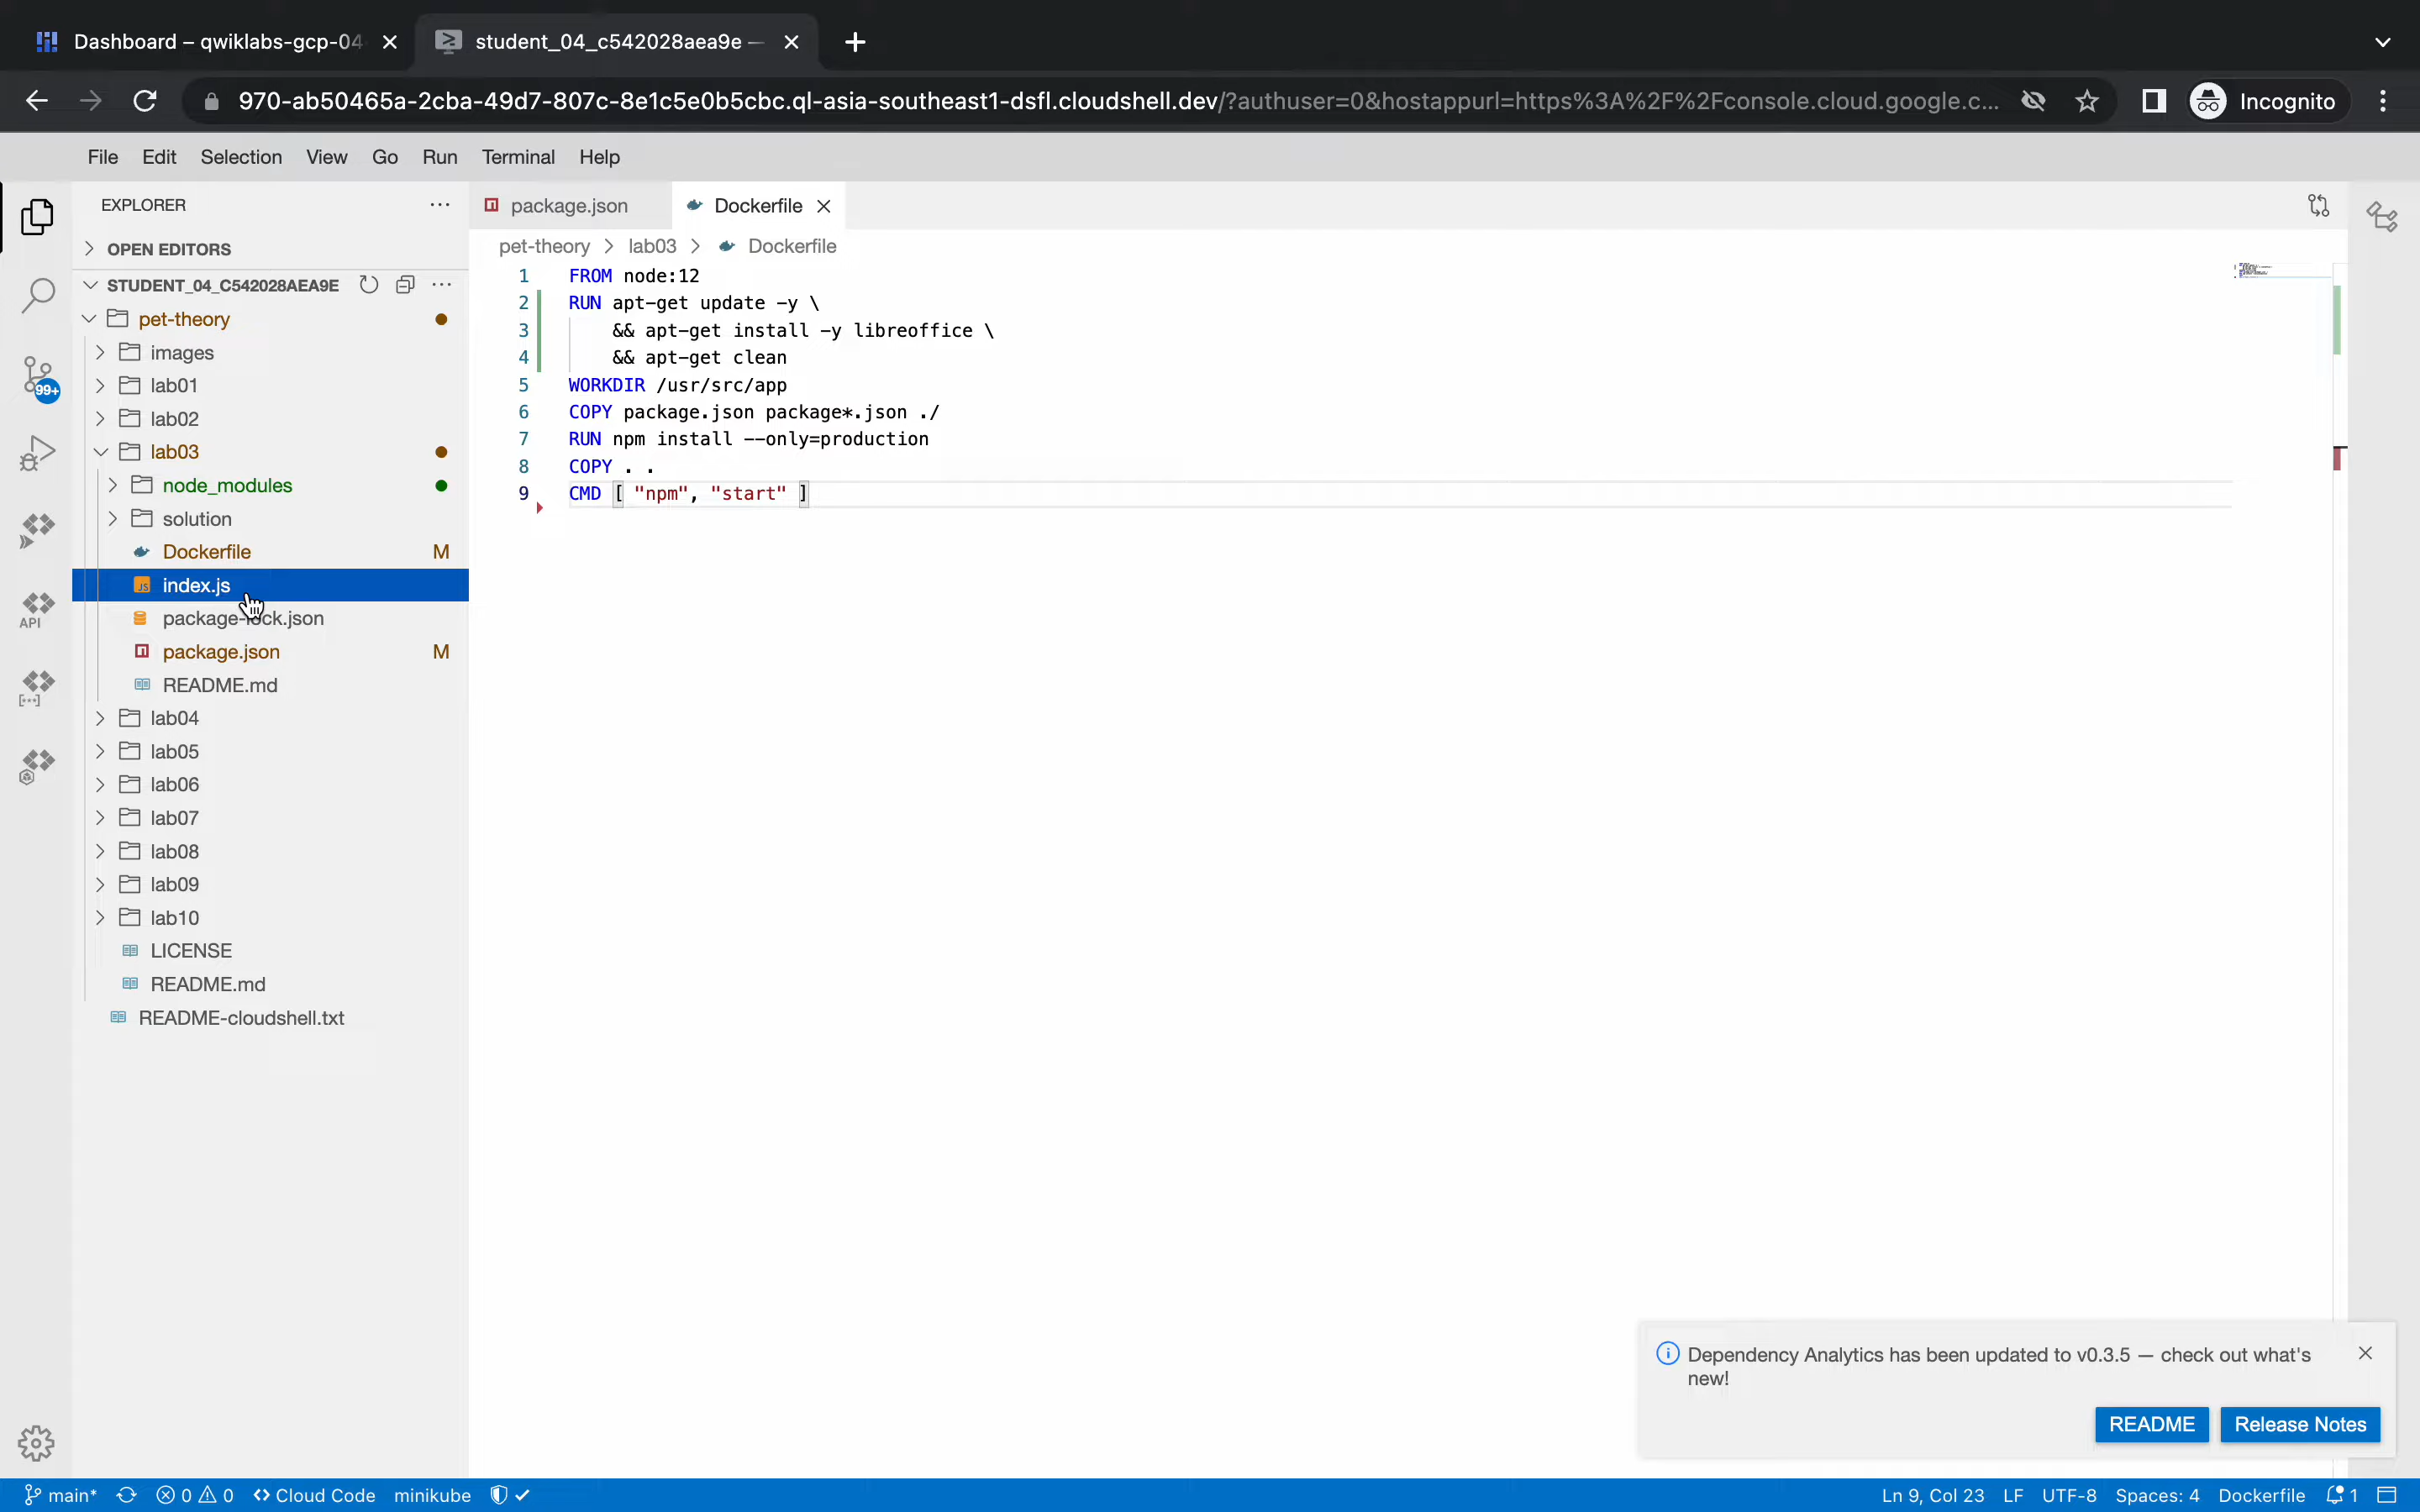 Dashboard – qwiklabs-gcp-04
student_04_c542028aea9e —
970-ab50465a-2cba-49d7-807c-8e1c5e0b5cbc.ql-asia-southeast1-dsfl.cloudshell.dev/?authuser=0&hostappurl=https%3A%2F%2Fconsole.cloud.google.c...
Incognito
File Edit Selection View Go Run Terminal Help
EXPLORER
OPEN EDITORS
STUDENT_04_C542028AEA9E
pet-theory
images
lab01
lab02
lab03
node_modules
solution
Dockerfile M
index.js
package-lock.json
package.json M
README.md
lab04
lab05
lab06
lab07
lab08
lab09
lab10
LICENSE
README.md
README-cloudshell.txt
99+
API
package.json
Dockerfile
pet-theory > lab03 > Dockerfile
1 FROM node:12
2 RUN apt-get update -y \
3 && apt-get install -y libreoffice \
4 && apt-get clean
5 WORKDIR /usr/src/app
6 COPY package.json package*.json ./
7 RUN npm install --only=production
8 COPY . .
9 CMD [ "npm", "start" ]
Dependency Analytics has been updated to v0.3.5 — check out what's
new!
README
Release Notes
main* 0 0 Cloud Code minikube
Ln 9, Col 23 LF UTF-8 Spaces: 4 Dockerfile 1